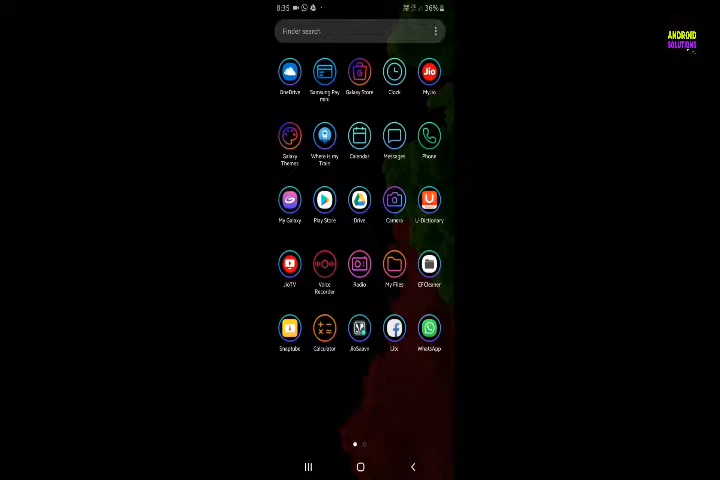 8:35 36%
ANDROID
SOLUTIONS
Finder search
OneDrive Samsung Pay mini Galaxy Store Clock MyJio
Galaxy Themes Where is my Train Calendar Messages Phone
My Galaxy Play Store Drive Camera U-Dictionary
JioTV Voice Recorder Radio My Files EFCleaner
Snaptube Calculator JioSaavn Lite WhatsApp